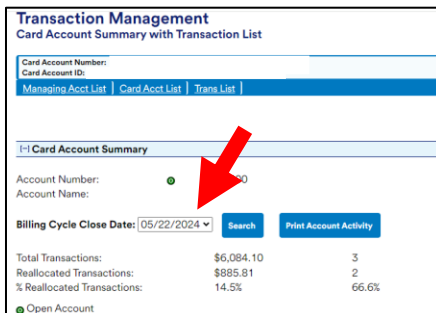 Transaction Management
Card Account Summary with Transaction List
Card Account Number:
Card Account ID:
Managing Acct List | Card Acct List | Trans List |
[-] Card Account Summary
Account Number: 00
Account Name:
Billing Cycle Close Date: 05/22/2024 Search Print Account Activity
Total Transactions: $6,084.10 3
Reallocated Transactions: $885.81 2
% Reallocated Transactions: 14.5% 66.6%
Open Account